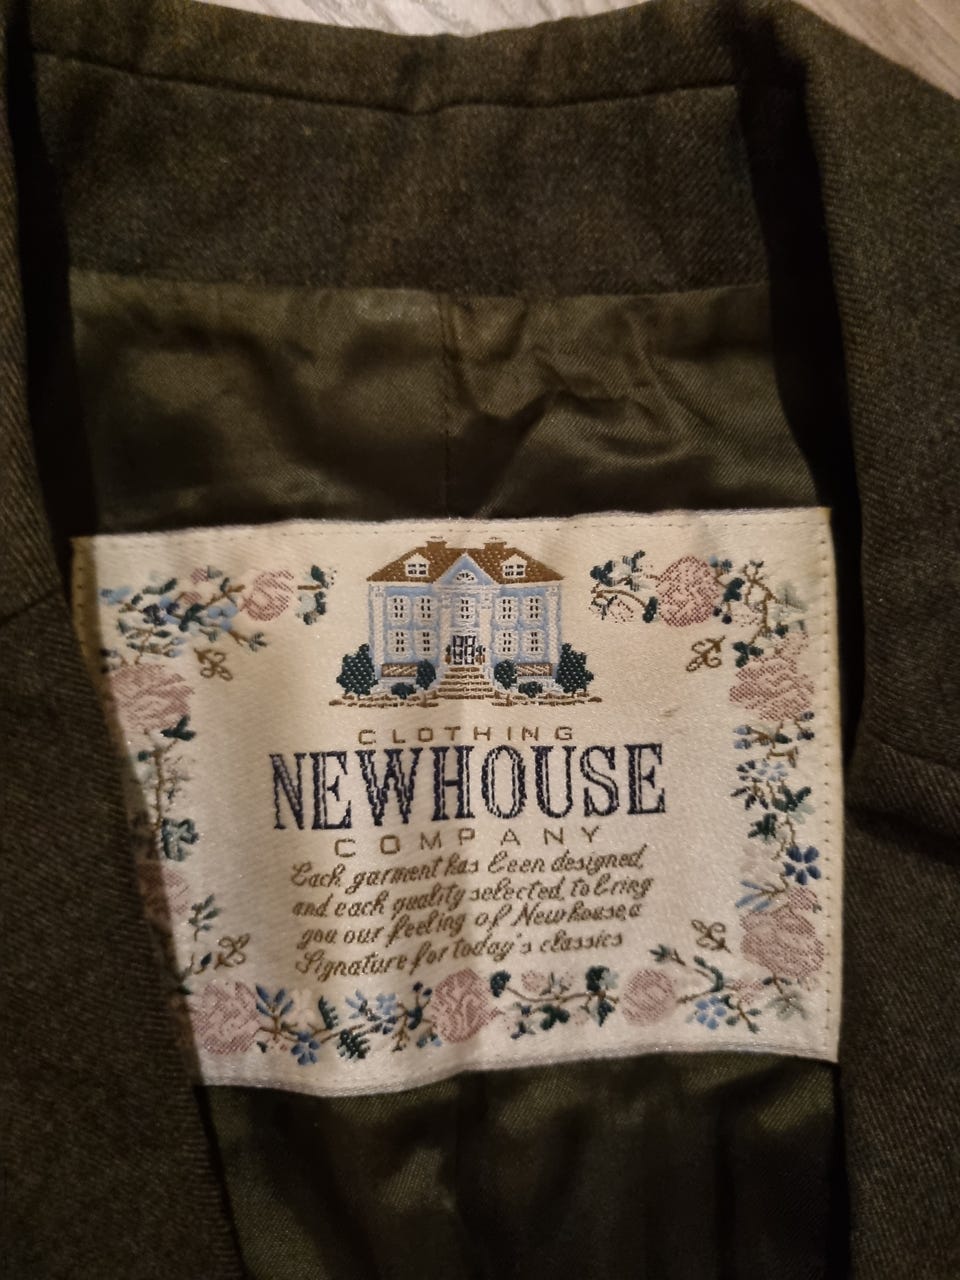 CLOTHING
NEWHOUSE
COMPANY
Each garment has been designed,
and each quality selected, to bring
you our feeling of Newhouse,a
Signature for today's classics